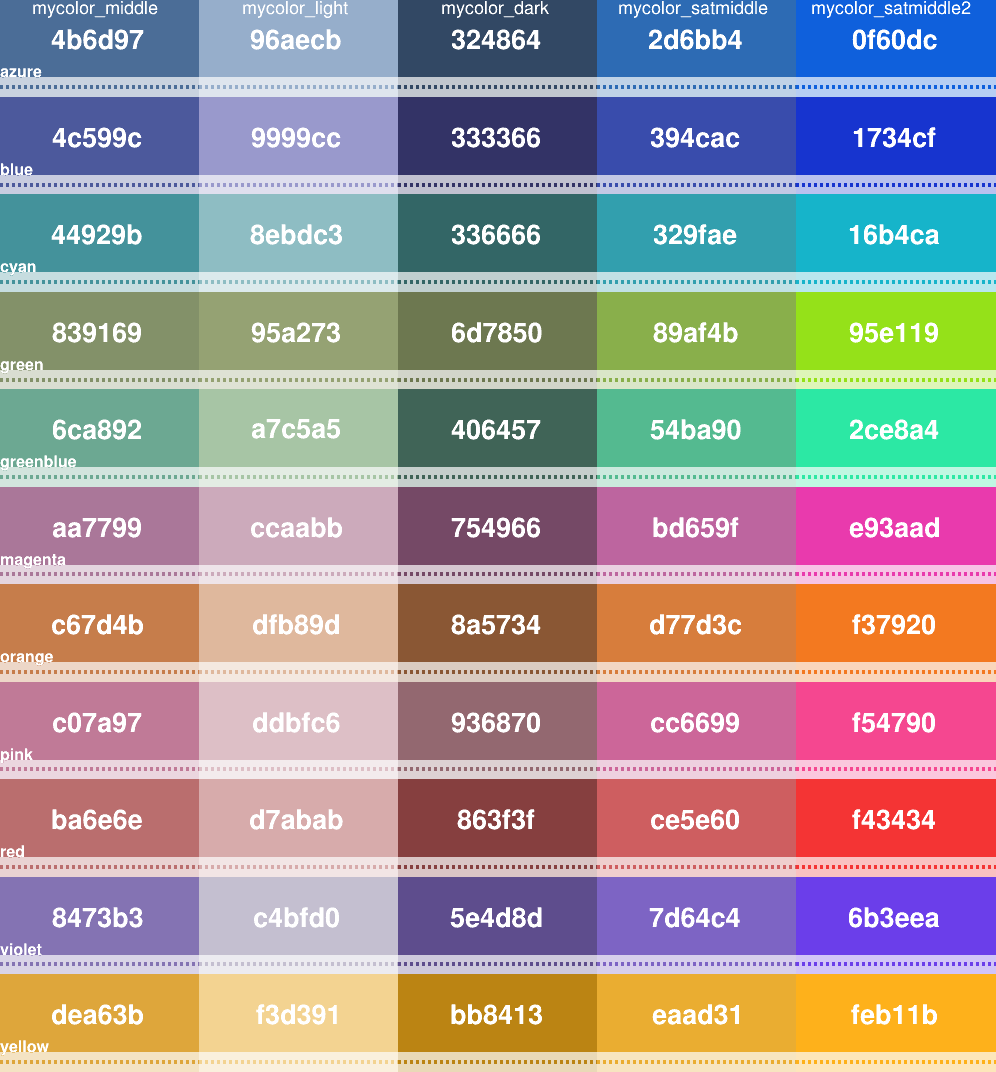 mycolor_middle mycolor_light mycolor_dark mycolor_satmiddle mycolor_satmiddle2
4b6d97 96aecb 324864 2d6bb4 0f60dc
azure
4c599c 9999cc 333366 394cac 1734cf
blue
44929b 8ebdc3 336666 329fae 16b4ca
cyan
839169 95a273 6d7850 89af4b 95e119
green
6ca892 a7c5a5 406457 54ba90 2ce8a4
greenblue
aa7799 ccaabb 754966 bd659f e93aad
magenta
c67d4b dfb89d 8a5734 d77d3c f37920
orange
c07a97 ddbfc6 936870 cc6699 f54790
pink
ba6e6e d7abab 863f3f ce5e60 f43434
red
8473b3 c4bfd0 5e4d8d 7d64c4 6b3eea
violet
dea63b f3d391 bb8413 eaad31 feb11b
yellow